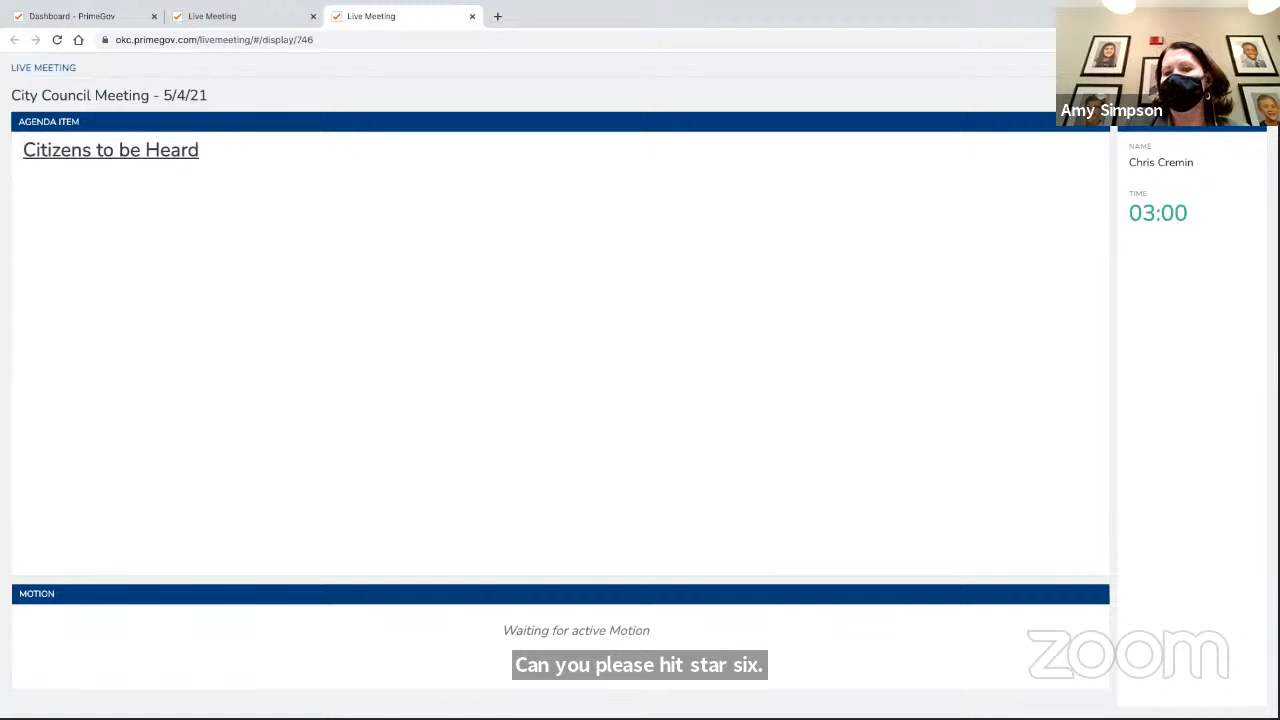 Dashboard - PrimeGov
Live Meeting
Live Meeting
okc.primegov.com/livemeeting/#/display/746
LIVE MEETING
City Council Meeting - 5/4/21
Amy Simpson
AGENDA ITEM
Citizens to be Heard
NAME
Chris Cremin
TIME
03:00
MOTION
Waiting for active Motion
Can you please hit star six.
zoom